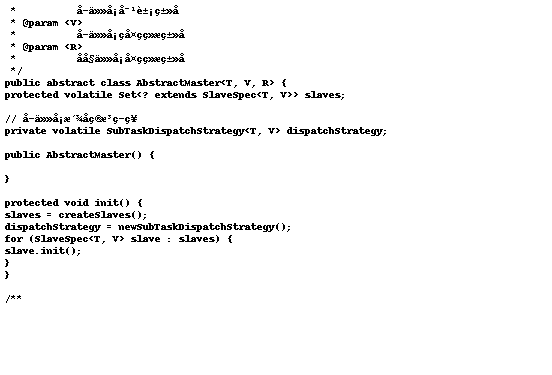 * å-ä»»å¡å¯¹è±¡ç±»å
* @param <V>
* å-ä»»å¡çå¤çç»æç±»å
* @param <R>
* åå§ä»»å¡å¤çç»æç±»å
*/
public abstract class AbstractMaster<T, V, R> {
protected volatile Set<? extends SlaveSpec<T, V>> slaves;
// å-ä»»å¡æ´¾åç®æ³ç-ç¥
private volatile SubTaskDispatchStrategy<T, V> dispatchStrategy;
public AbstractMaster() {
}
protected void init() {
slaves = createSlaves();
dispatchStrategy = newSubTaskDispatchStrategy();
for (SlaveSpec<T, V> slave : slaves) {
slave.init();
}
}
/**